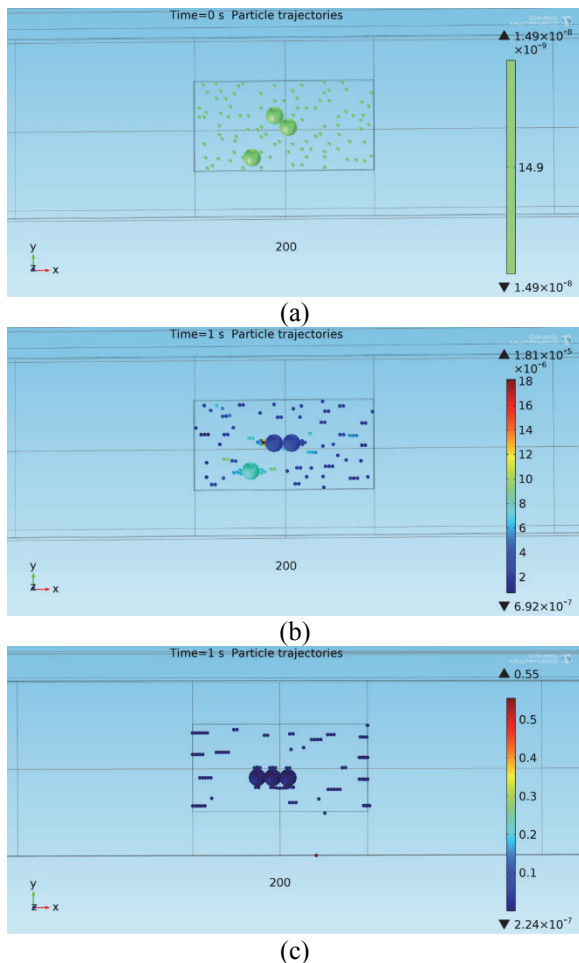 Time=0 s Particle trajectories
▲ 1.49×10⁻⁸
×10⁻⁹
14.9
200
y
z x
▼ 1.49×10⁻⁸
(a)
Time=1 s Particle trajectories
▲ 1.81×10⁻⁵
×10⁻⁶
18
16
14
12
10
8
6
4
2
200
y
z x
▼ 6.92×10⁻⁷
(b)
Time=1 s Particle trajectories
▲ 0.55
0.5
0.4
0.3
0.2
0.1
200
y
z x
▼ 2.24×10⁻⁷
(c)